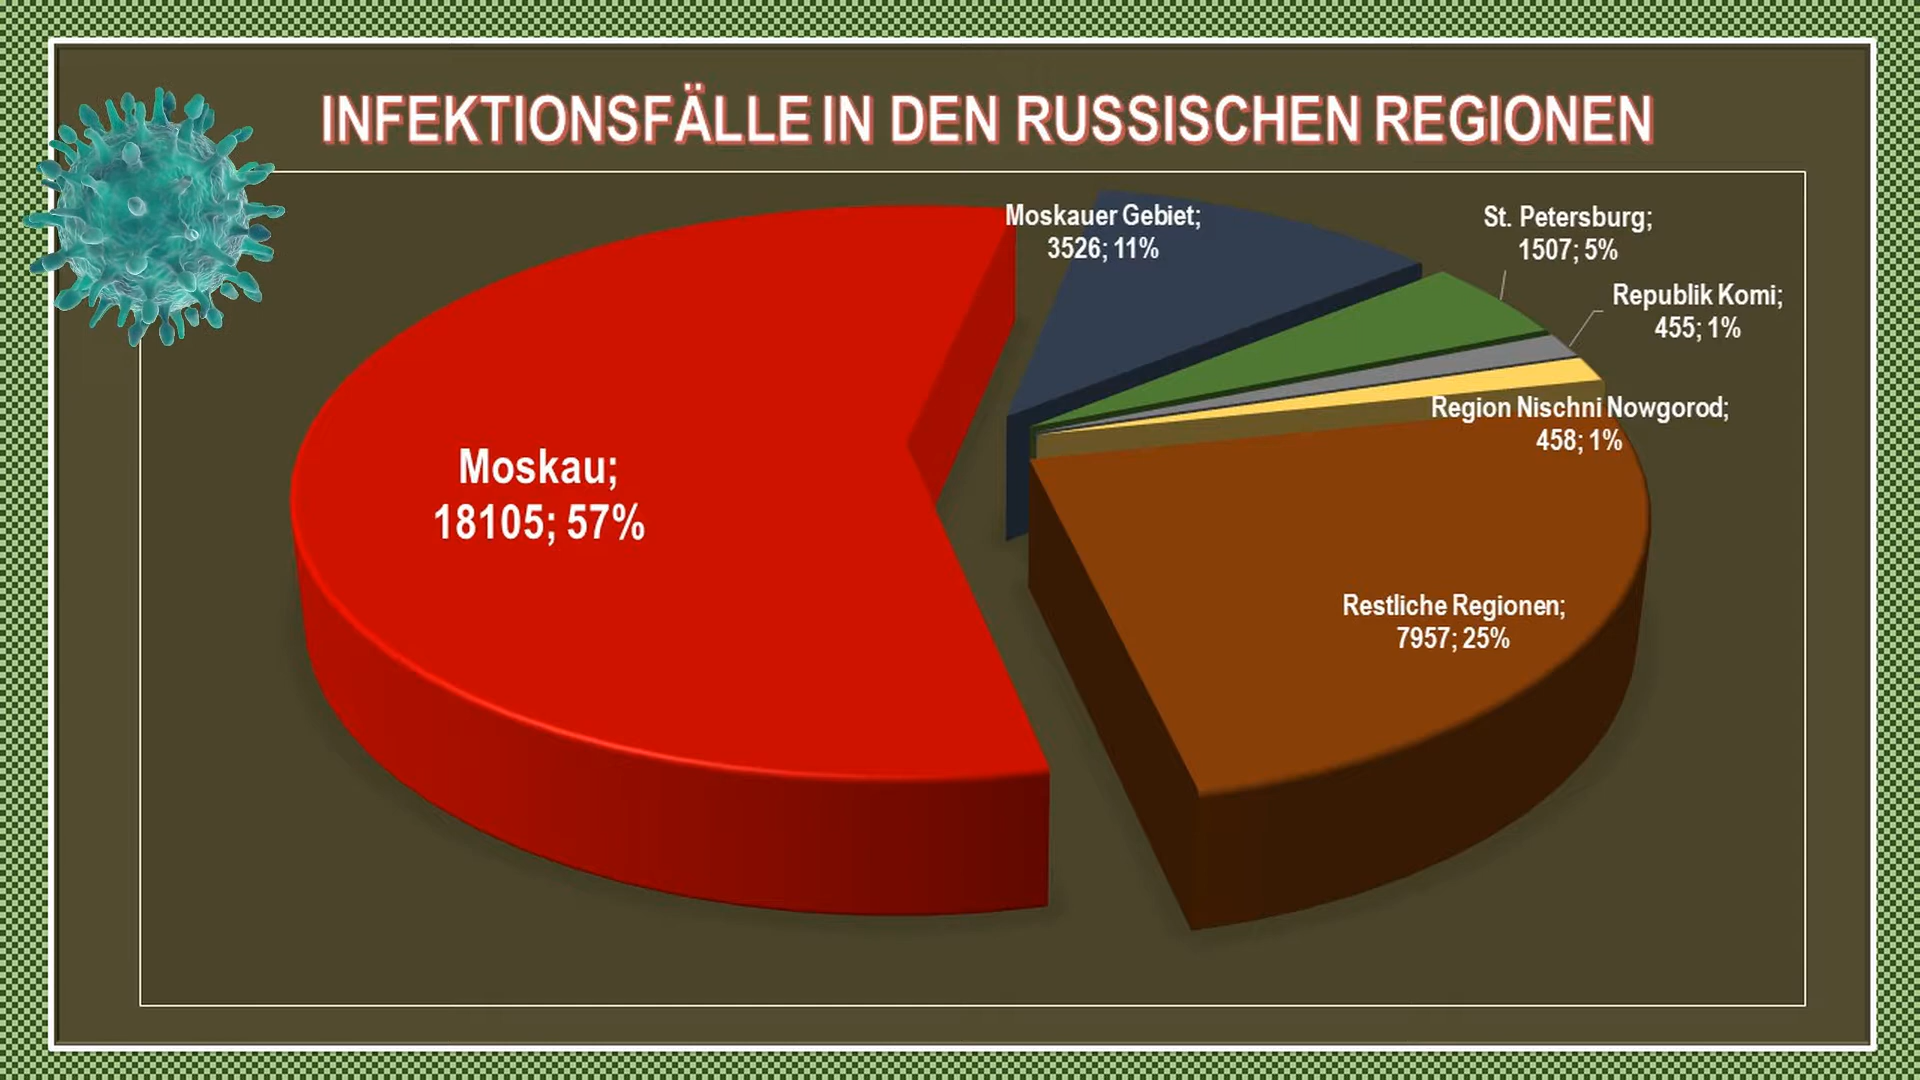 INFEKTIONSFÄLLE IN DEN RUSSISCHEN REGIONEN
Moskauer Gebiet;
3526; 11%
St. Petersburg;
1507; 5%
Republik Komi;
455; 1%
Region Nischni Nowgorod;
458; 1%
Moskau;
18105; 57%
Restliche Regionen;
7957; 25%